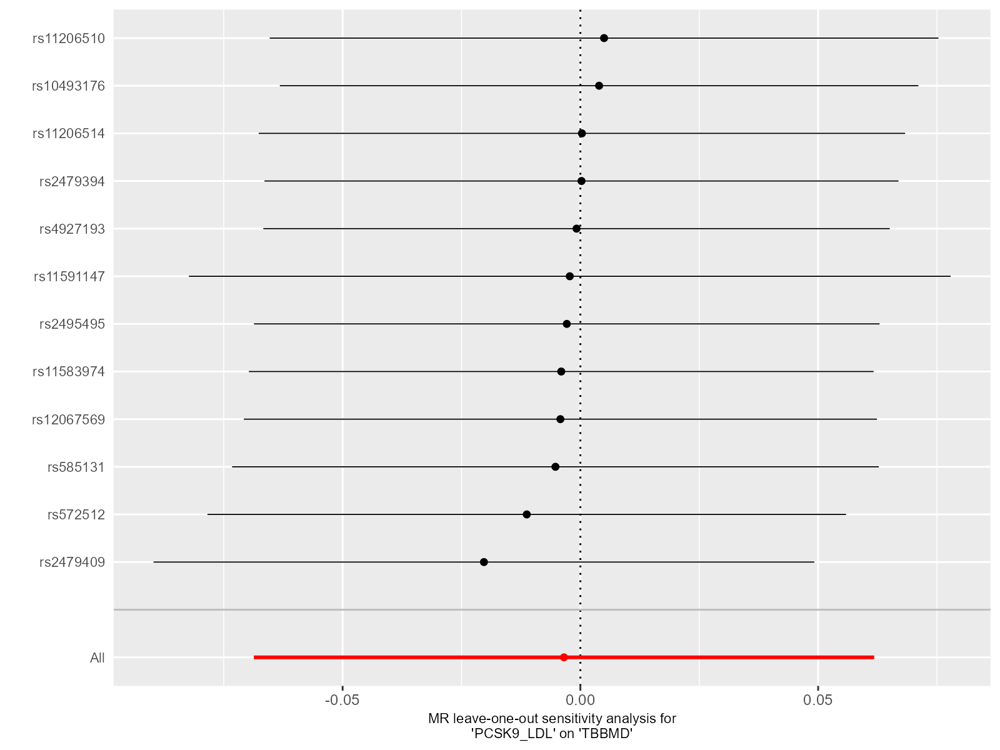 rs11206510
rs10493176
rs11206514
rs2479394
rs4927193
rs11591147
rs2495495
rs11583974
rs12067569
rs585131
rs572512
rs2479409
All
-0.05 0.00 0.05
MR leave-one-out sensitivity analysis for
'PCSK9_LDL' on 'TBBMD'